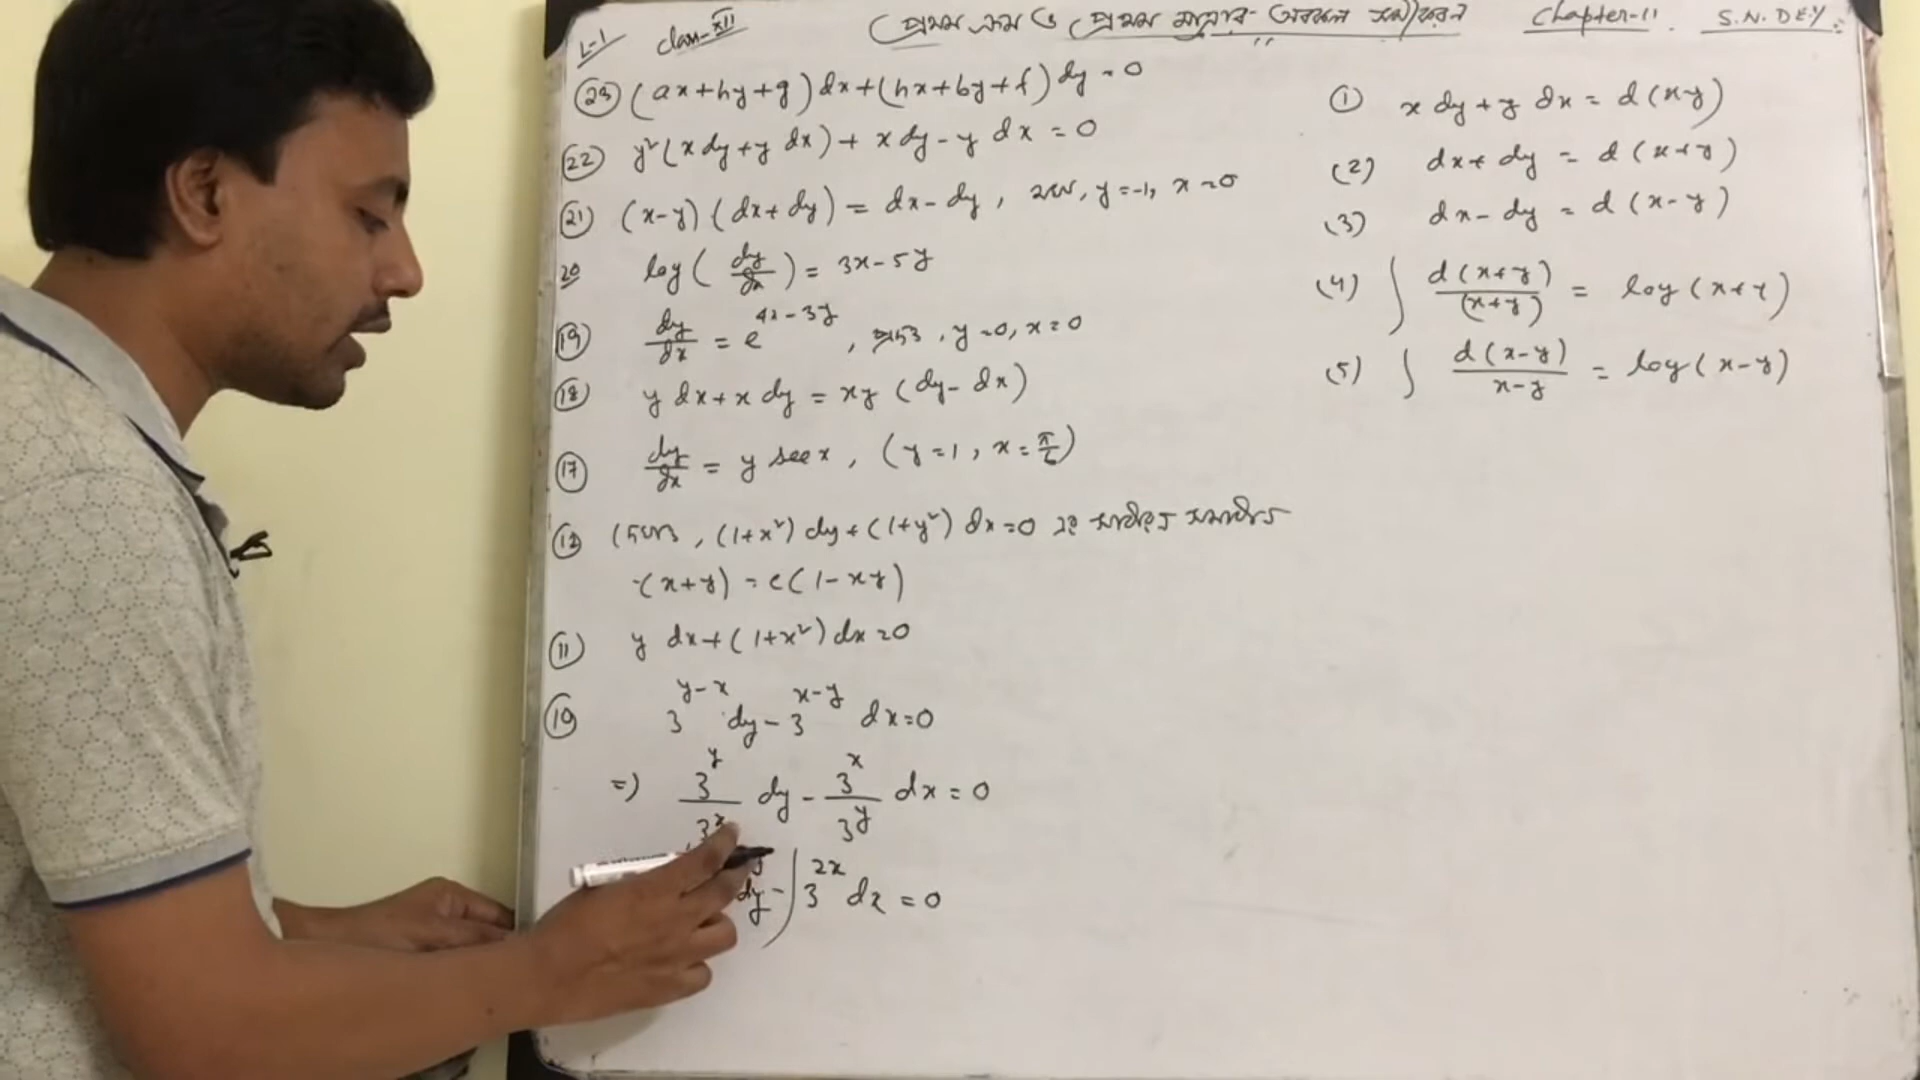 L-1 Class-XII প্রথম ক্রম ও প্রথম মাত্রার অবকল সমীকরন Chapter-11 S.N.DEY
(23) (ax+hy+g)dx+(hx+by+f)dy=0
(22) y²(xdy+y dx)+xdy-y dx=0
(21) (x-y)(dx+dy)=dx-dy, যখন, y=-1, x=0
20 log(dy/dx)=3x-5y
(19) dy/dx=e^{4x-3y}, y=0, x=0
(18) y dx+x dy=xy(dy-dx)
(17) dy/dx=y sec x, (y=1, x=π/6)
(12) দেখাও, (1+x²)dy+(1+y²)dx=0 এর সাধারণ সমাধান
(x+y)=c(1-xy)
(11) y dx+(1+x²)dx=0
(10) 3^{y-x} dy-3^{x-y} dx=0
=) 3^y/3^x dy-3^x/3^y dx=0
dy-∫3^{2x}dx=0
(1) x dy+y dx=d(xy)
(2) dx+dy=d(x+y)
(3) dx-dy=d(x-y)
(4) ∫ d(x+y)/(x+y) = log(x+y)
(5) ∫ d(x-y)/x-y = log(x-y)